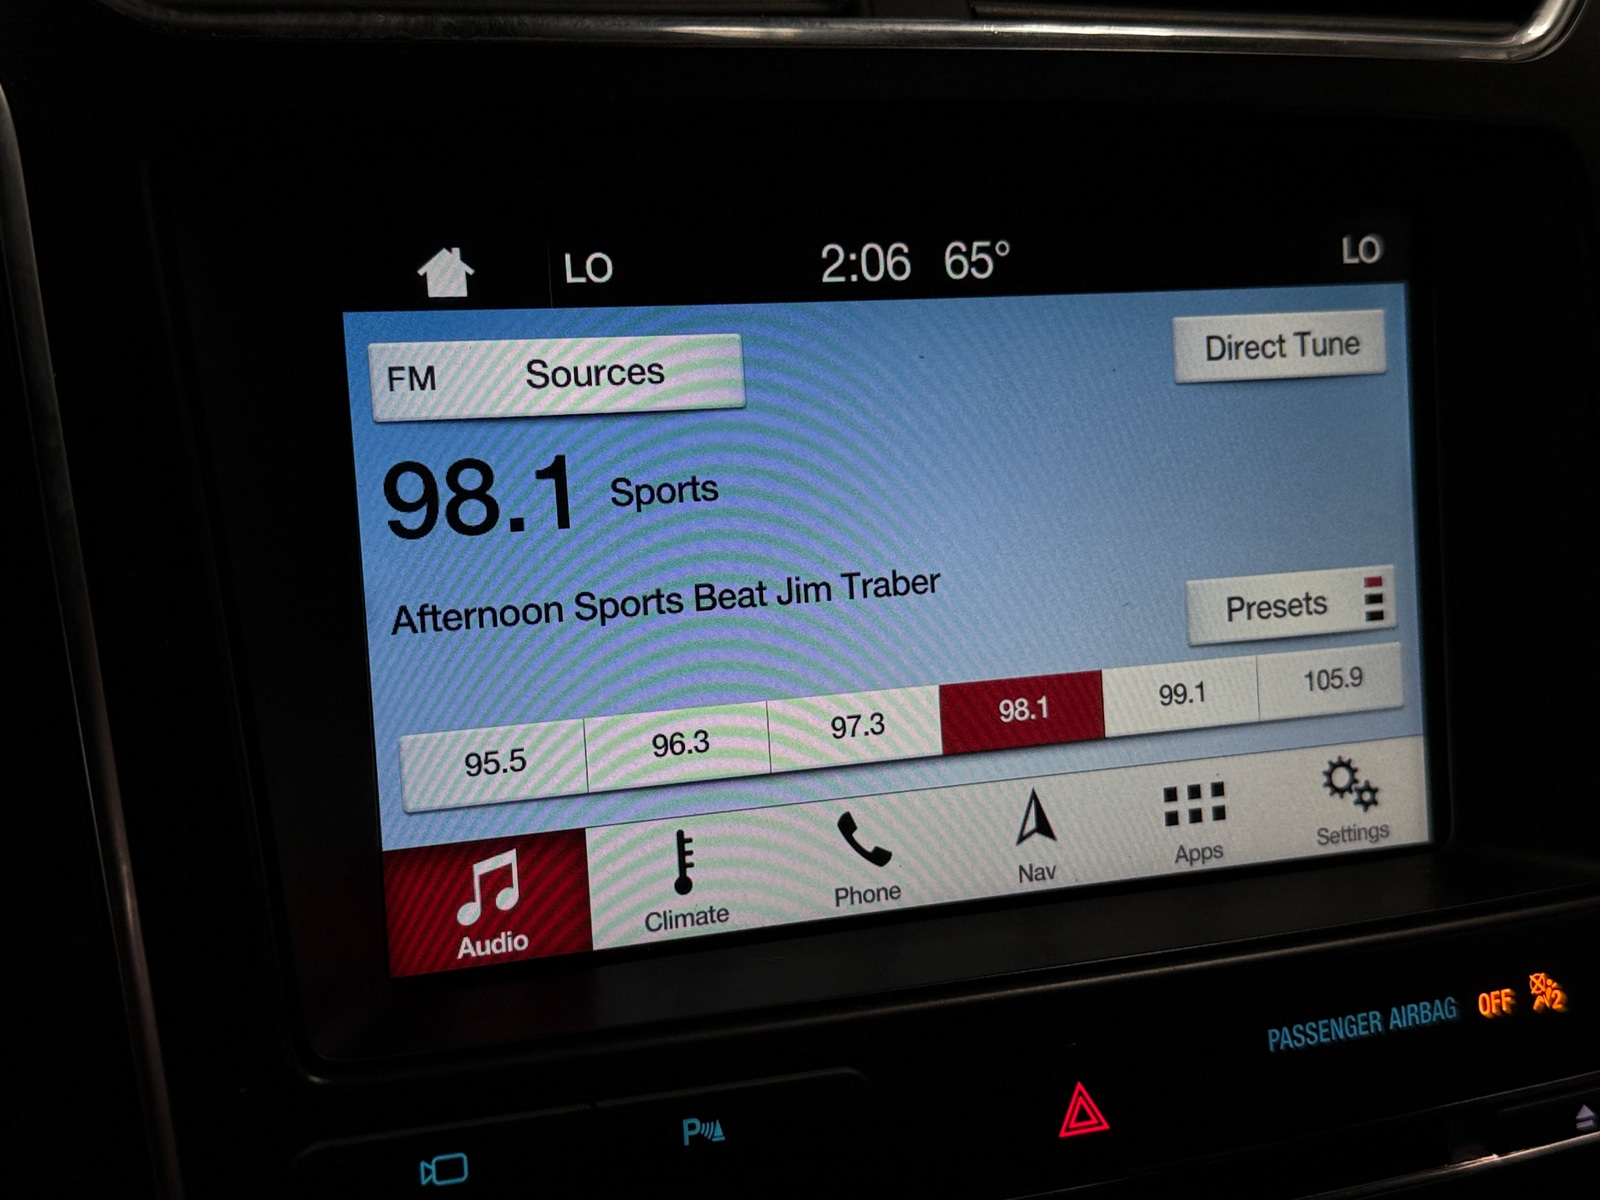 LO 2:06 65° LO
FM Sources Direct Tune
98.1 Sports
Afternoon Sports Beat Jim Traber
Presets
95.5 96.3 97.3 98.1 99.1 105.9
Audio Climate Phone Nav Apps Settings
PASSENGER AIRBAG OFF 2
P